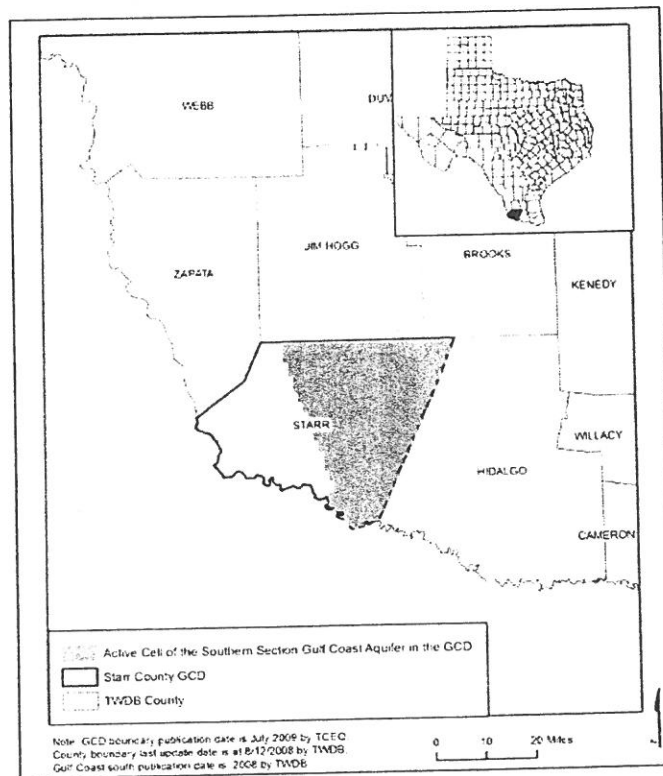 WEBB
DUV
JIM HOGG
BROOKS
ZAPATA
KENEDY
STARR
WILLACY
HIDALGO
CAMERON
Active Cell of the Southern Section Gulf Coast Aquifer in the GCD
Starr County GCD
TWDB County
Note: GCD boundary publication date is July 2009 by TCEQ
County boundary last update date is at 8/12/2008 by TWDB.
Gulf Coast south publication date is 2008 by TWDB
0 10 20 Miles